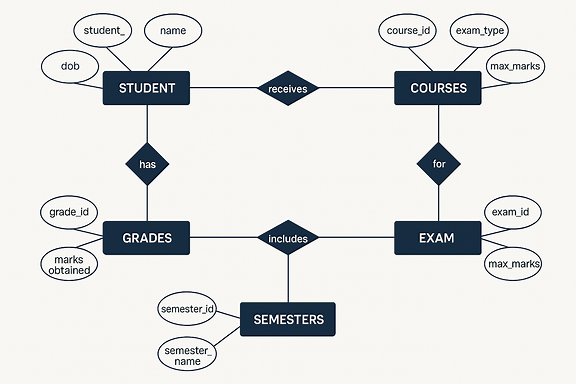 student_
name
course_id
exam_type
dob
max_marks
STUDENT
receives
COURSES
has
for
grade_id
exam_id
GRADES
includes
EXAM
marks
obtained
max_marks
semester_id
SEMESTERS
semester_
name